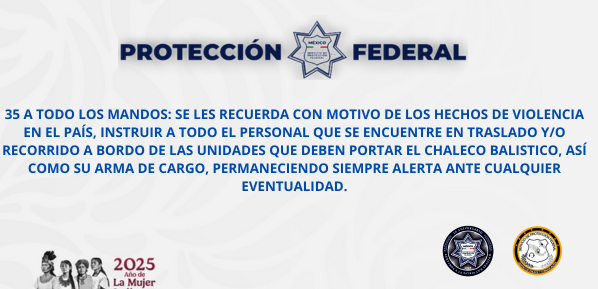 PROTECCIÓN FEDERAL
MÉXICO
35 A TODO LOS MANDOS: SE LES RECUERDA CON MOTIVO DE LOS HECHOS DE VIOLENCIA
EN EL PAÍS, INSTRUIR A TODO EL PERSONAL QUE SE ENCUENTRE EN TRASLADO Y/O
RECORRIDO A BORDO DE LAS UNIDADES QUE DEBEN PORTAR EL CHALECO BALISTICO, ASÍ
COMO SU ARMA DE CARGO, PERMANECIENDO SIEMPRE ALERTA ANTE CUALQUIER
EVENTUALIDAD.
2025
Año de
La Mujer